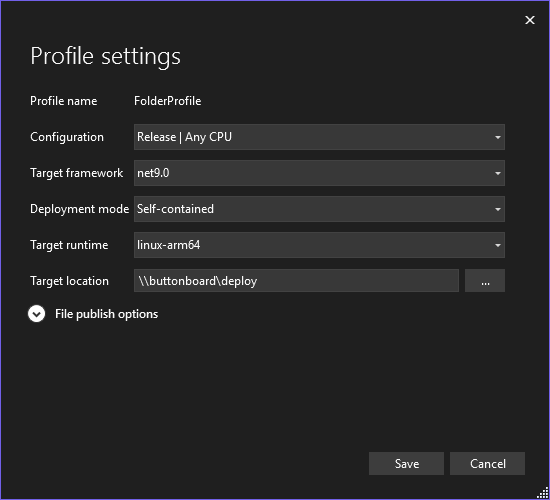 Profile settings
Profile name FolderProfile
Configuration Release | Any CPU
Target framework net9.0
Deployment mode Self-contained
Target runtime linux-arm64
Target location \\buttonboard\deploy ...
File publish options
Save Cancel